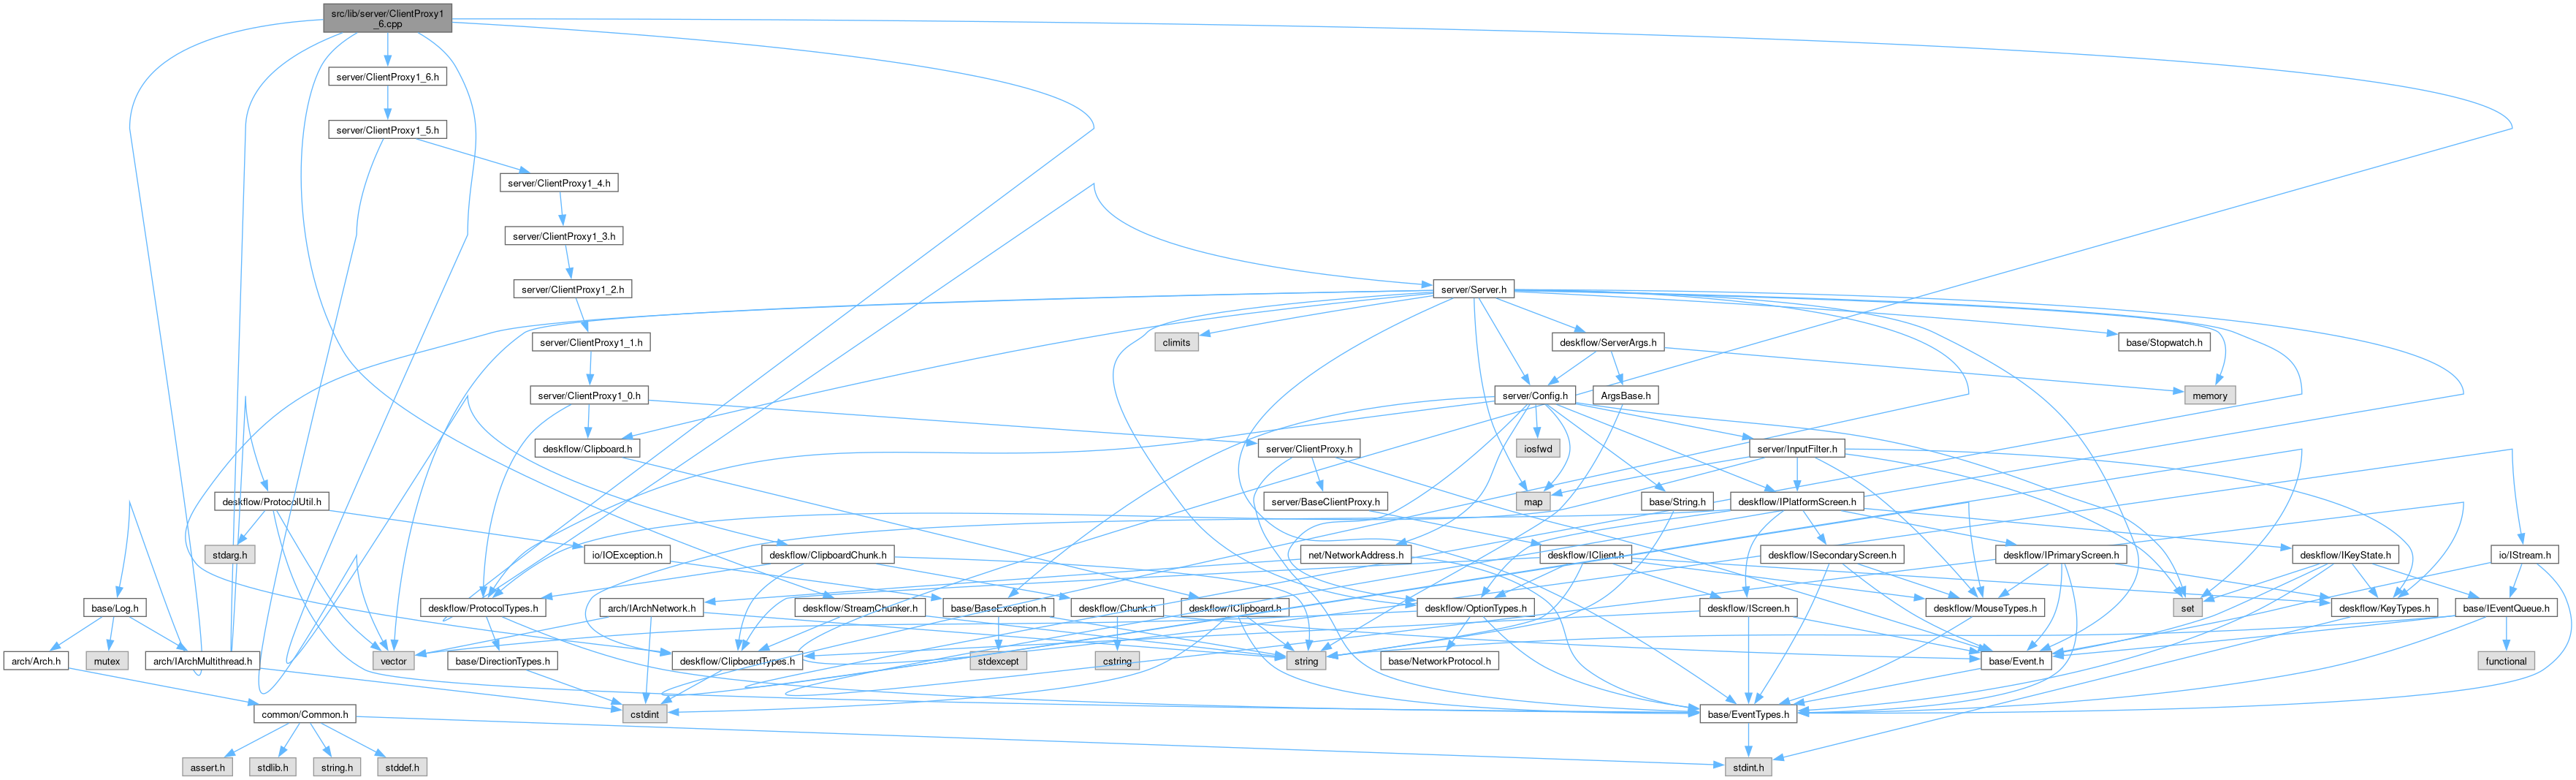 src/lib/server/ClientProxy1
_6.cpp
server/ClientProxy1_6.h
server/ClientProxy1_5.h
server/ClientProxy1_4.h
server/ClientProxy1_3.h
server/ClientProxy1_2.h
server/Server.h
server/ClientProxy1_1.h
climits
deskflow/ServerArgs.h
base/Stopwatch.h
server/ClientProxy1_0.h
server/Config.h
ArgsBase.h
memory
deskflow/Clipboard.h
server/ClientProxy.h
iosfwd
server/InputFilter.h
deskflow/ProtocolUtil.h
server/BaseClientProxy.h
map
base/String.h
deskflow/IPlatformScreen.h
stdarg.h
io/IOException.h
deskflow/ClipboardChunk.h
net/NetworkAddress.h
deskflow/IClient.h
deskflow/ISecondaryScreen.h
deskflow/IPrimaryScreen.h
deskflow/IKeyState.h
io/IStream.h
base/Log.h
deskflow/ProtocolTypes.h
arch/IArchNetwork.h
deskflow/StreamChunker.h
base/BaseException.h
deskflow/Chunk.h
deskflow/IClipboard.h
deskflow/OptionTypes.h
deskflow/IScreen.h
deskflow/MouseTypes.h
set
deskflow/KeyTypes.h
base/IEventQueue.h
arch/Arch.h
mutex
arch/IArchMultithread.h
vector
base/DirectionTypes.h
deskflow/ClipboardTypes.h
stdexcept
cstring
string
base/NetworkProtocol.h
base/Event.h
functional
common/Common.h
cstdint
base/EventTypes.h
assert.h
stdlib.h
string.h
stddef.h
stdint.h